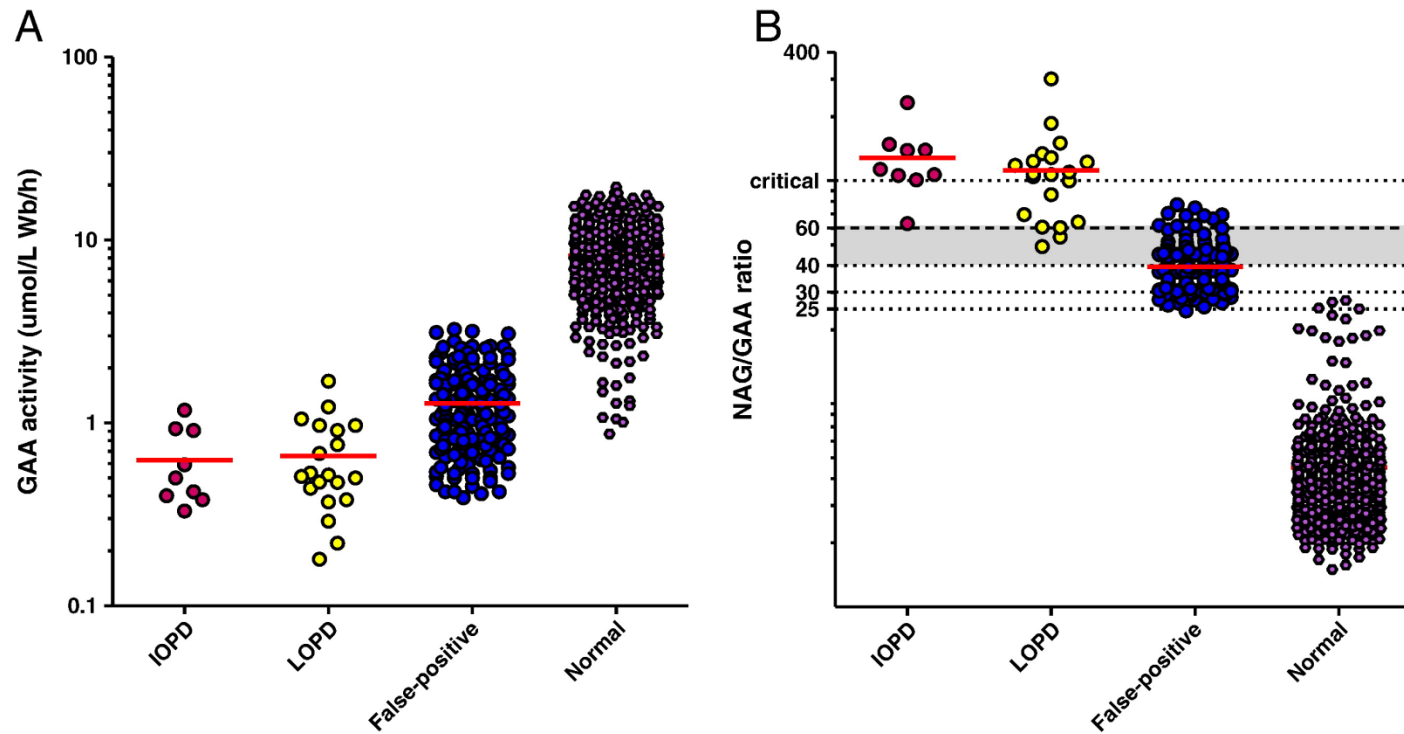 A
GAA activity (umol/L Wb/h)
100
10
1
0.1
IOPD
LOPD
False-positive
Normal
B
NAG/GAA ratio
400
critical
60
40
30
25
IOPD
LOPD
False-positive
Normal